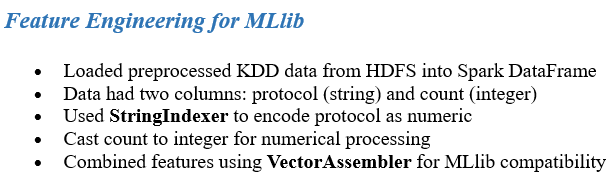 Feature Engineering for MLlib
• Loaded preprocessed KDD data from HDFS into Spark DataFrame
• Data had two columns: protocol (string) and count (integer)
• Used StringIndexer to encode protocol as numeric
• Cast count to integer for numerical processing
• Combined features using VectorAssembler for MLlib compatibility